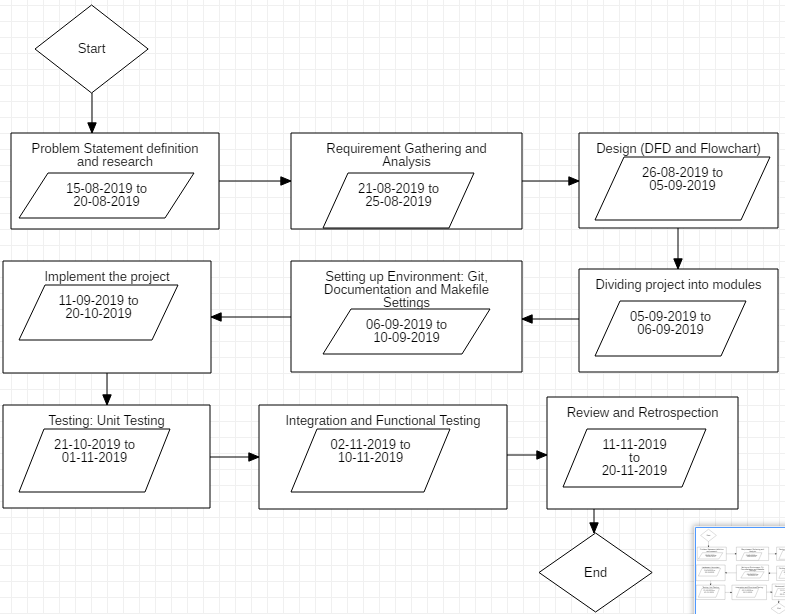 Start
Problem Statement definition
and research
15-08-2019 to
20-08-2019
Requirement Gathering and
Analysis
21-08-2019 to
25-08-2019
Design (DFD and Flowchart)
26-08-2019 to
05-09-2019
Dividing project into modules
05-09-2019 to
06-09-2019
Setting up Environment: Git,
Documentation and Makefile
Settings
06-09-2019 to
10-09-2019
Implement the project
11-09-2019 to
20-10-2019
Testing: Unit Testing
21-10-2019 to
01-11-2019
Integration and Functional Testing
02-11-2019 to
10-11-2019
Review and Retrospection
11-11-2019
to
20-11-2019
End